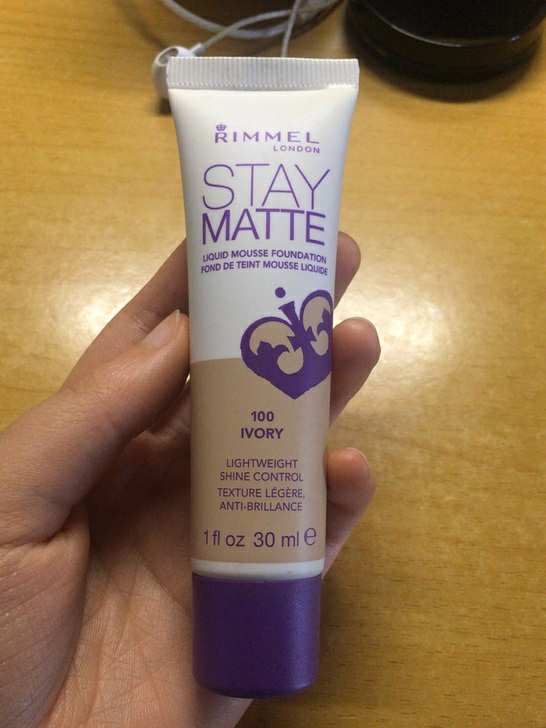 RIMMEL
LONDON
STAY
MATTE
LIQUID MOUSSE FOUNDATION
FOND DE TEINT MOUSSE LIQUIDE
100
IVORY
LIGHTWEIGHT
SHINE CONTROL
TEXTURE LÉGÈRE,
ANTI-BRILLANCE
1 fl oz 30 ml e